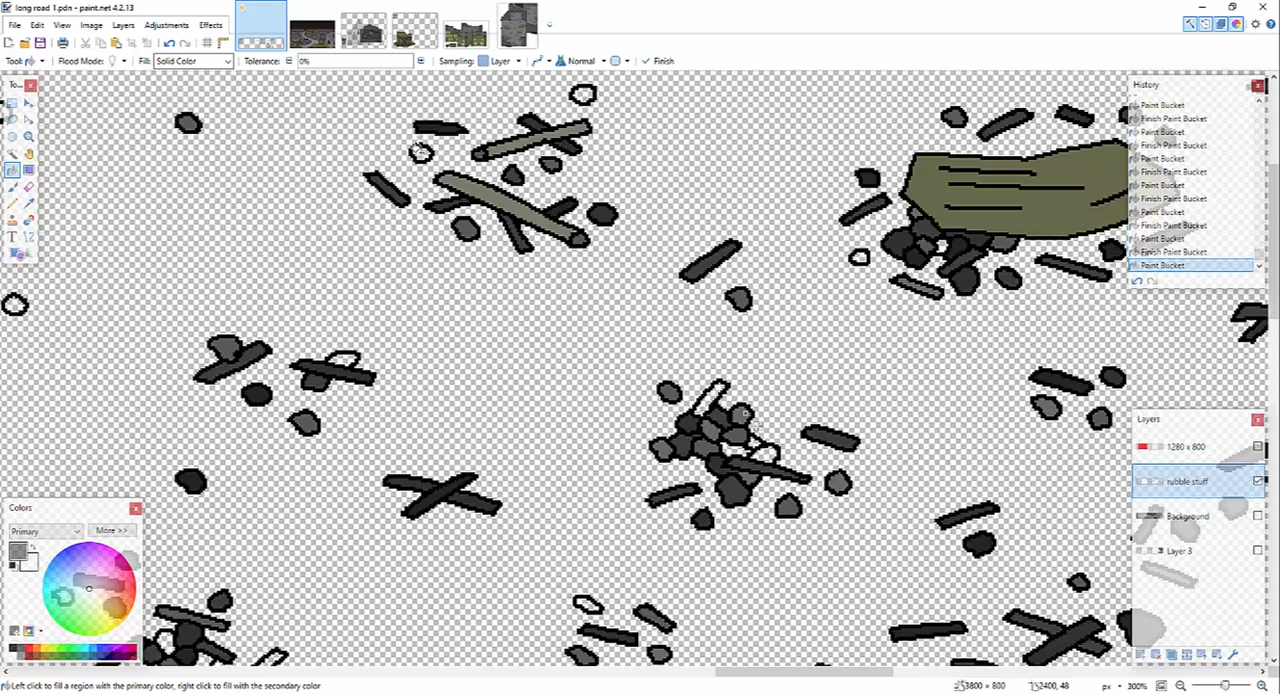 long road 1.pdn - paint.net 4.2.13
File Edit View Image Layers Adjustments Effects
Tool: Flood Mode: Fill: Solid Color Tolerance: 0% Sampling: Layer Normal Finish
To...
History
Paint Bucket
Finish Paint Bucket
Paint Bucket
Finish Paint Bucket
Paint Bucket
Finish Paint Bucket
Paint Bucket
Finish Paint Bucket
Paint Bucket
Finish Paint Bucket
Paint Bucket
Finish Paint Bucket
Paint Bucket
Layers
1280 x 800
rubble stuff
Background
Layer 3
Colors
Primary More >>
Left click to fill a region with the primary color, right click to fill with the secondary color
3800 × 800 2400, 48 px 300%